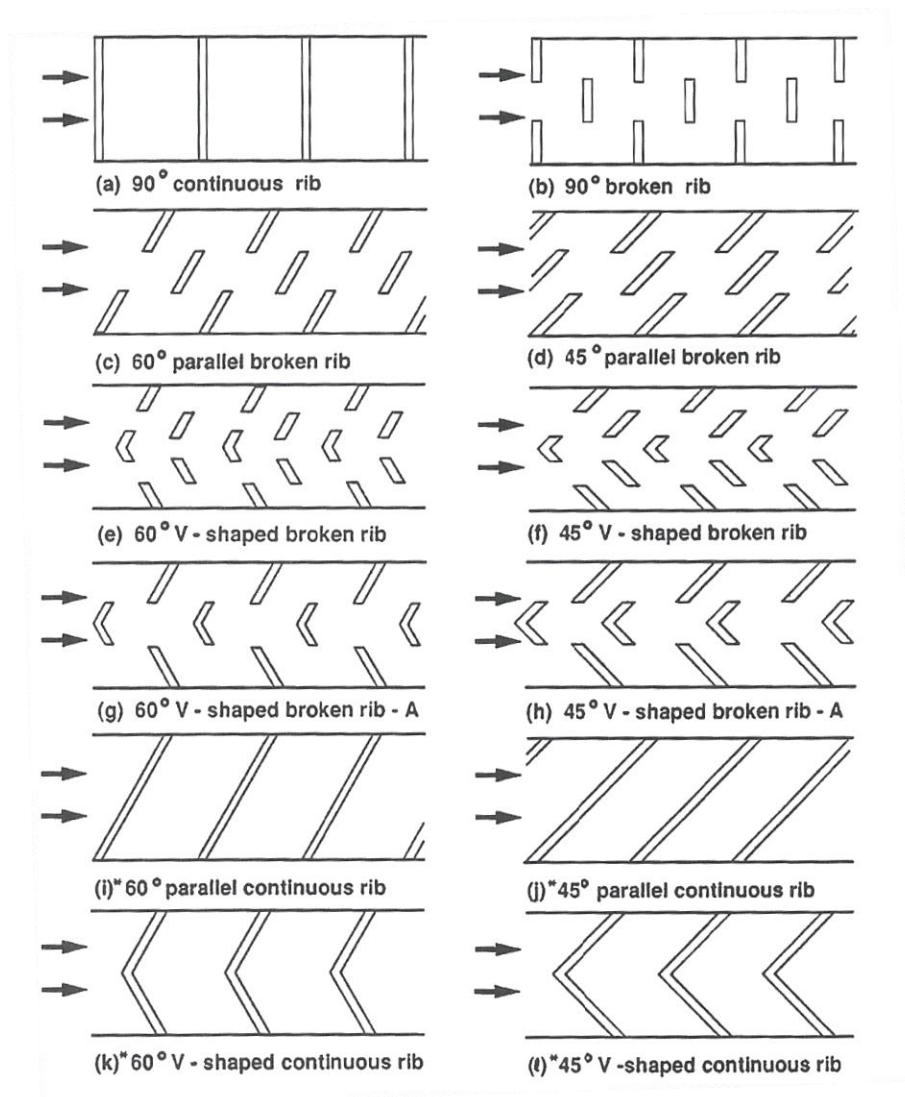 (a) 90° continuous rib
(b) 90° broken rib
(c) 60° parallel broken rib
(d) 45° parallel broken rib
(e) 60° V - shaped broken rib
(f) 45° V - shaped broken rib
(g) 60° V - shaped broken rib - A
(h) 45° V - shaped broken rib - A
(i)* 60° parallel continuous rib
(j)* 45° parallel continuous rib
(k)* 60° V - shaped continuous rib
(ℓ)* 45° V -shaped continuous rib